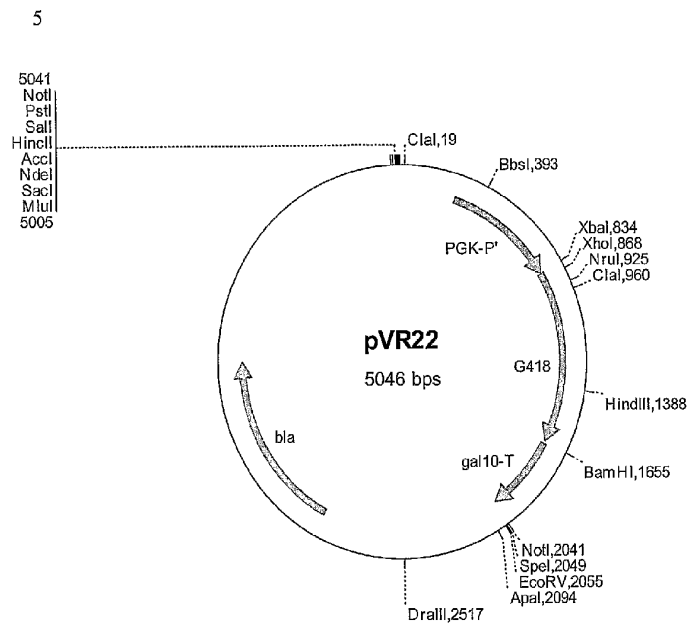 5
5041
NotI
PstI
SalI
HincII
AccI
NdeI
SacI
MluI
5005
ClaI,19
BbsI,393
XbaI,834
XhoI,868
NruI,925
ClaI,960
PGK-P'
pVR22
5046 bps
G418
HindIII,1388
bla
gal10-T
BamHI,1655
NotI,2041
SpeI,2049
EcoRV,2055
ApaI,2094
DraIII,2517